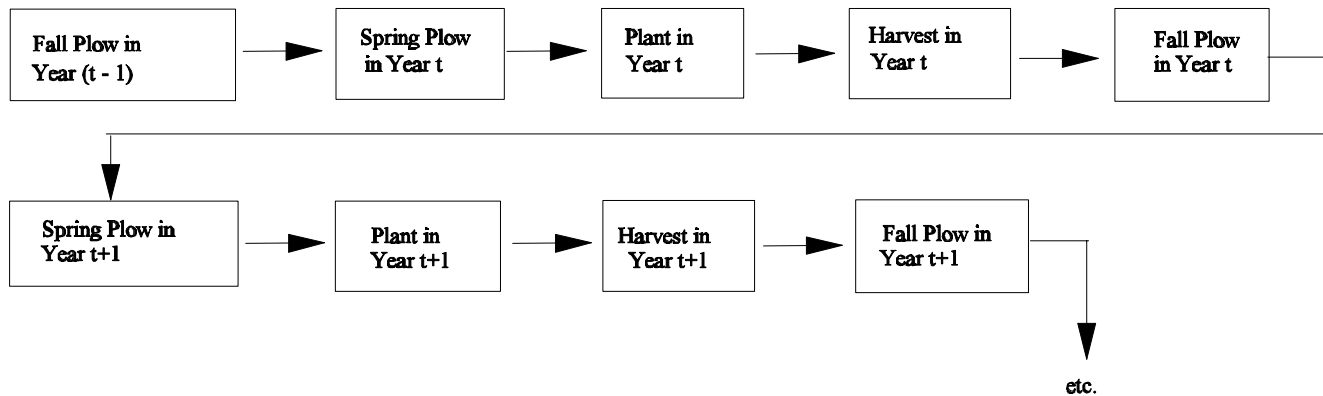 Fall Plow in
Year (t - 1)
Spring Plow
in Year t
Plant in
Year t
Harvest in
Year t
Fall Plow
in Year t
Spring Plow in
Year t+1
Plant in
Year t+1
Harvest in
Year t+1
Fall Plow in
Year t+1
etc.